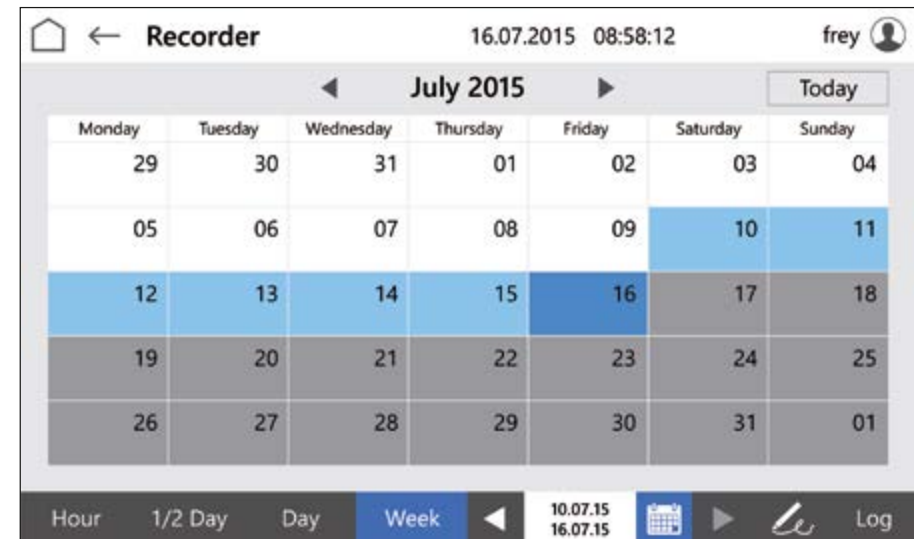 Recorder 16.07.2015 08:58:12 frey
July 2015 Today
Monday Tuesday Wednesday Thursday Friday Saturday Sunday
29 30 31 01 02 03 04
05 06 07 08 09 10 11
12 13 14 15 16 17 18
19 20 21 22 23 24 25
26 27 28 29 30 31 01
Hour 1/2 Day Day Week 10.07.15 Log
16.07.15